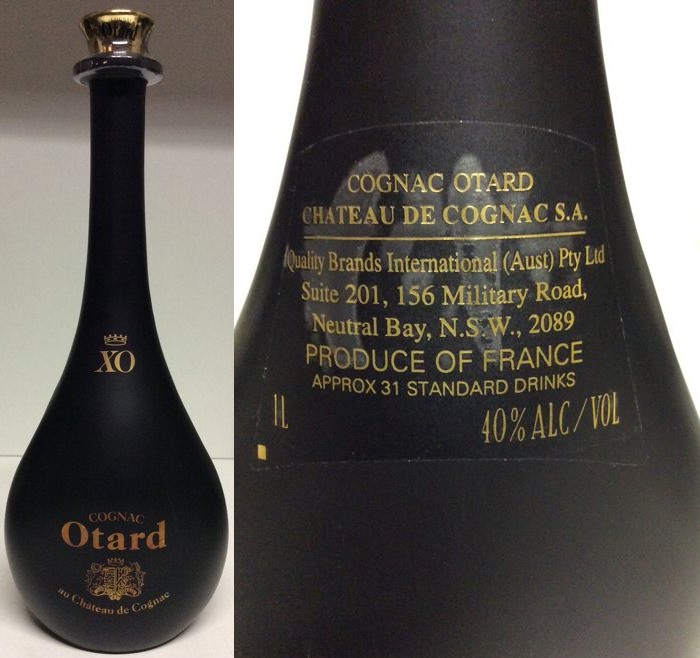 Otard
XO
COGNAC
Otard
au Château de Cognac
COGNAC OTARD
CHATEAU DE COGNAC S.A.
Quality Brands International (Aust) Pty Ltd
Suite 201, 156 Military Road,
Neutral Bay, N.S.W., 2089
PRODUCE OF FRANCE
APPROX 31 STANDARD DRINKS
1L
40% ALC/VOL